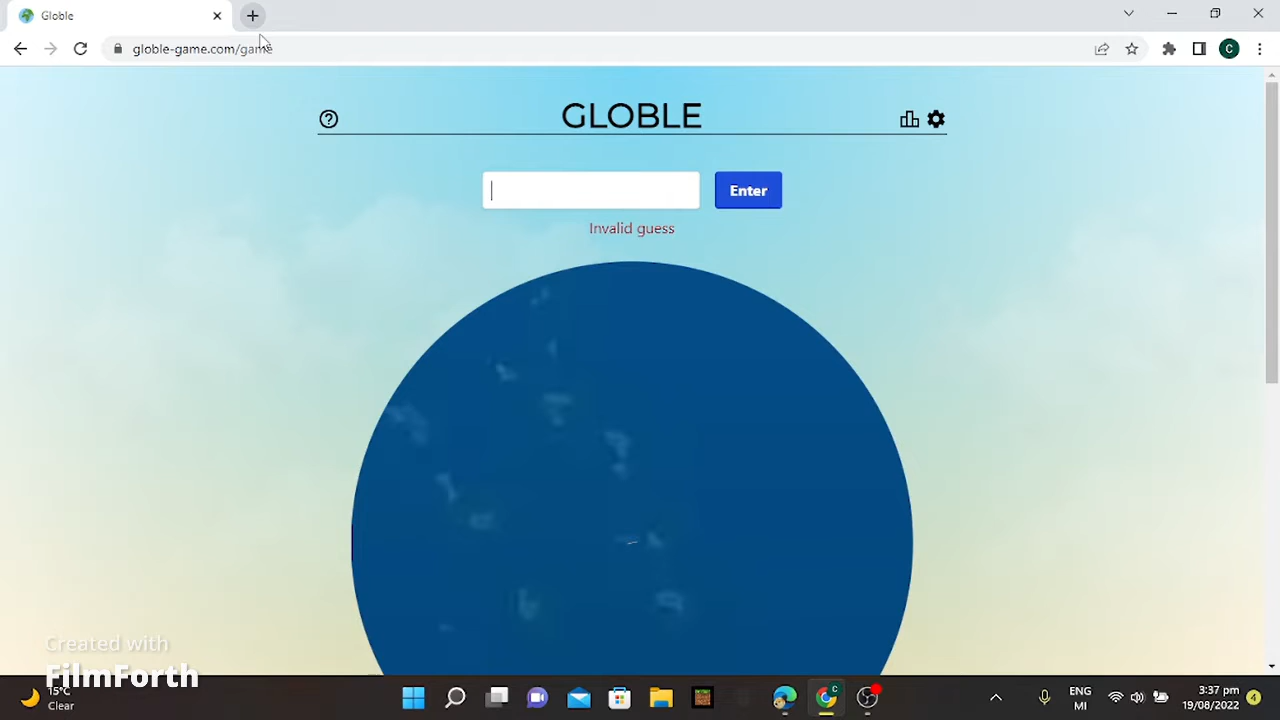 Globle
globle-game.com/game
C
GLOBLE
Enter
Invalid guess
Created with
FilmForth
15°C
Clear
C
ENG
MI
3:37 pm
19/08/2022
4